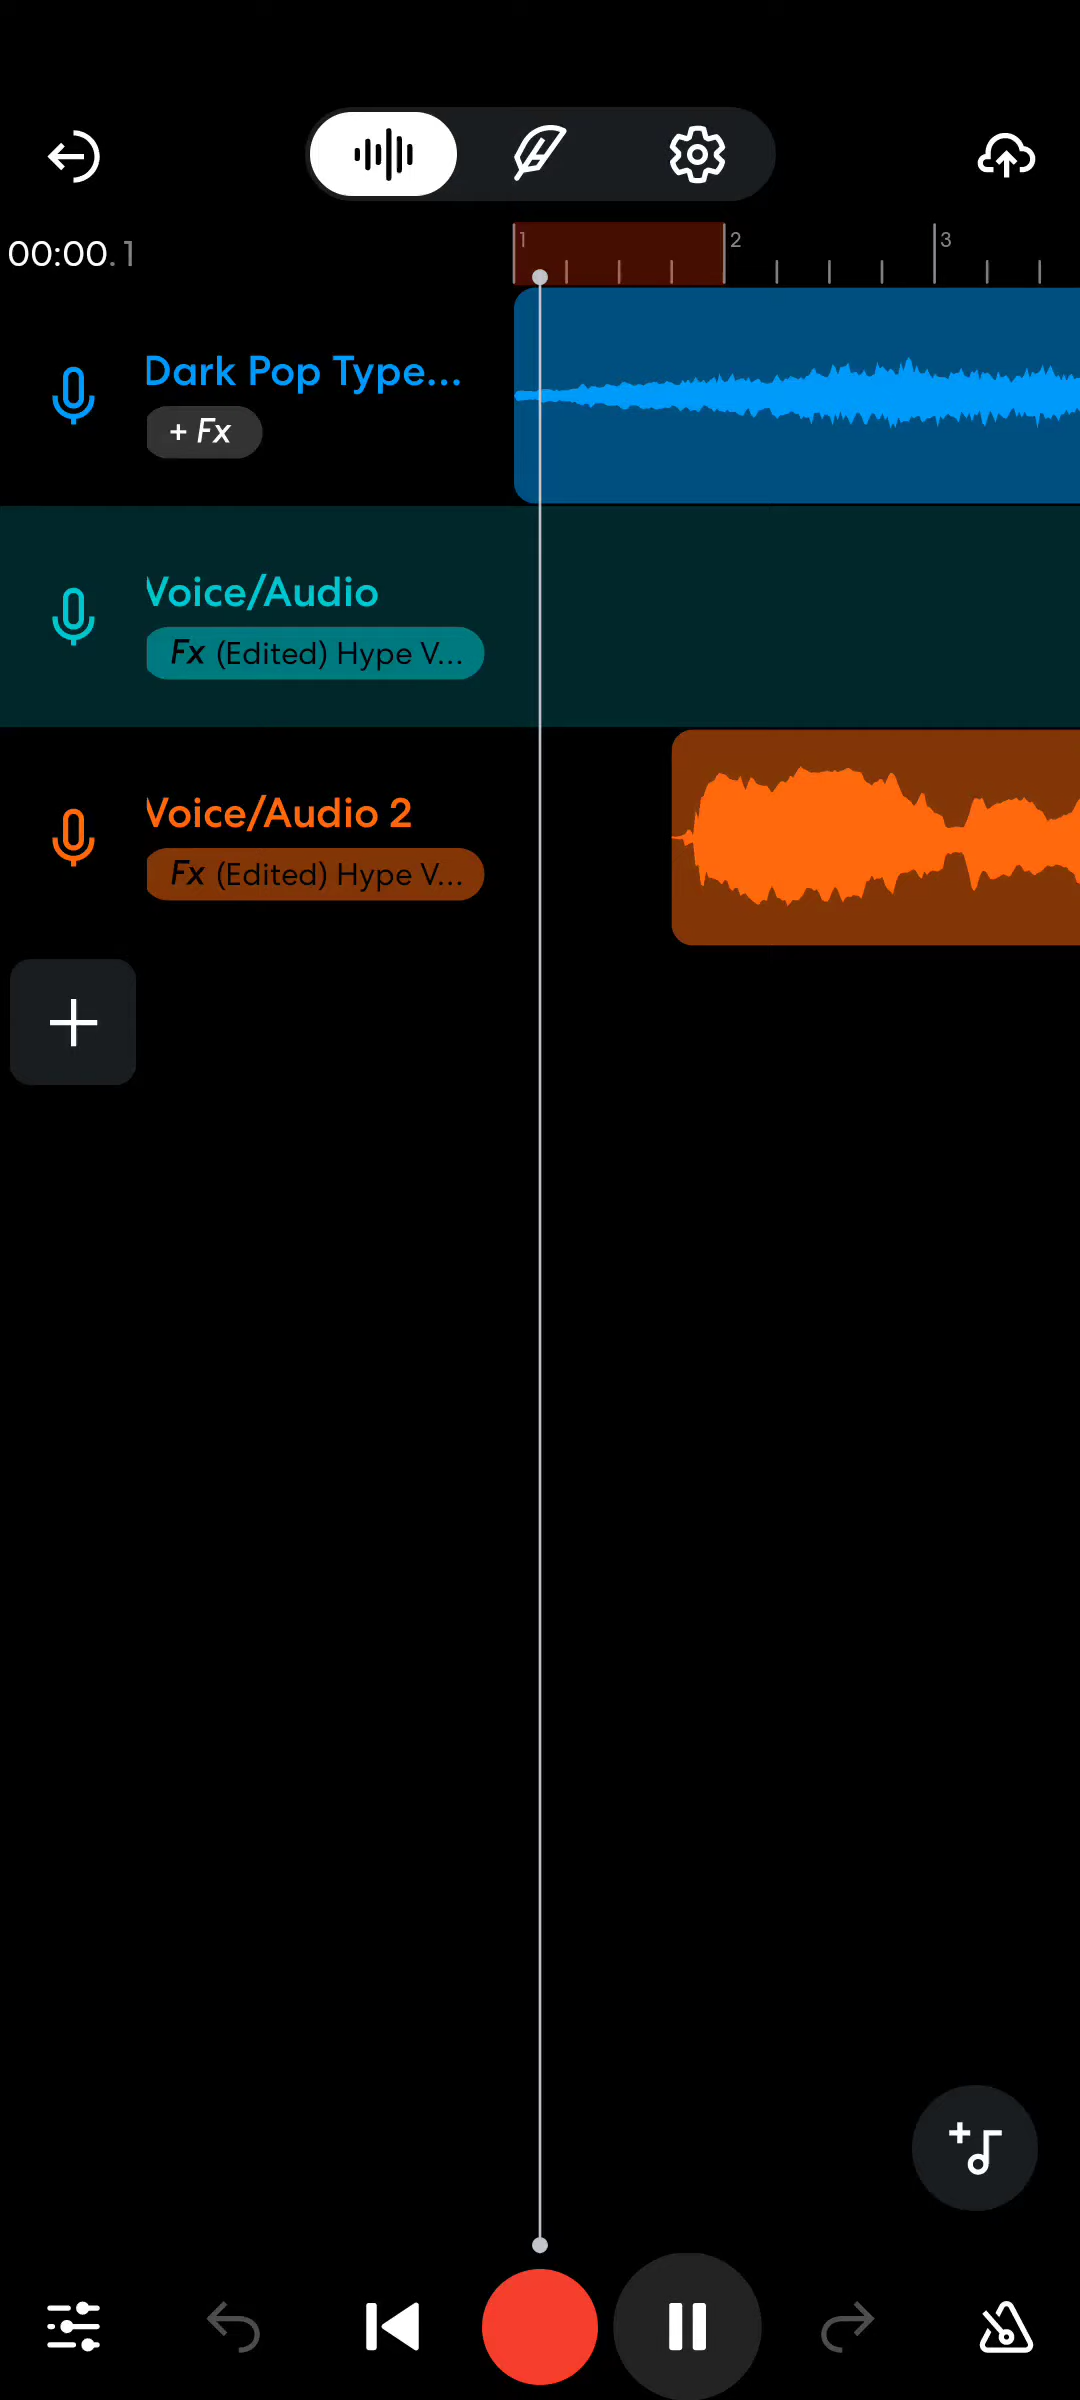 00:00.1
1
2
3
Dark Pop Type...
+ Fx
Voice/Audio
Fx (Edited) Hype V...
Voice/Audio 2
Fx (Edited) Hype V...